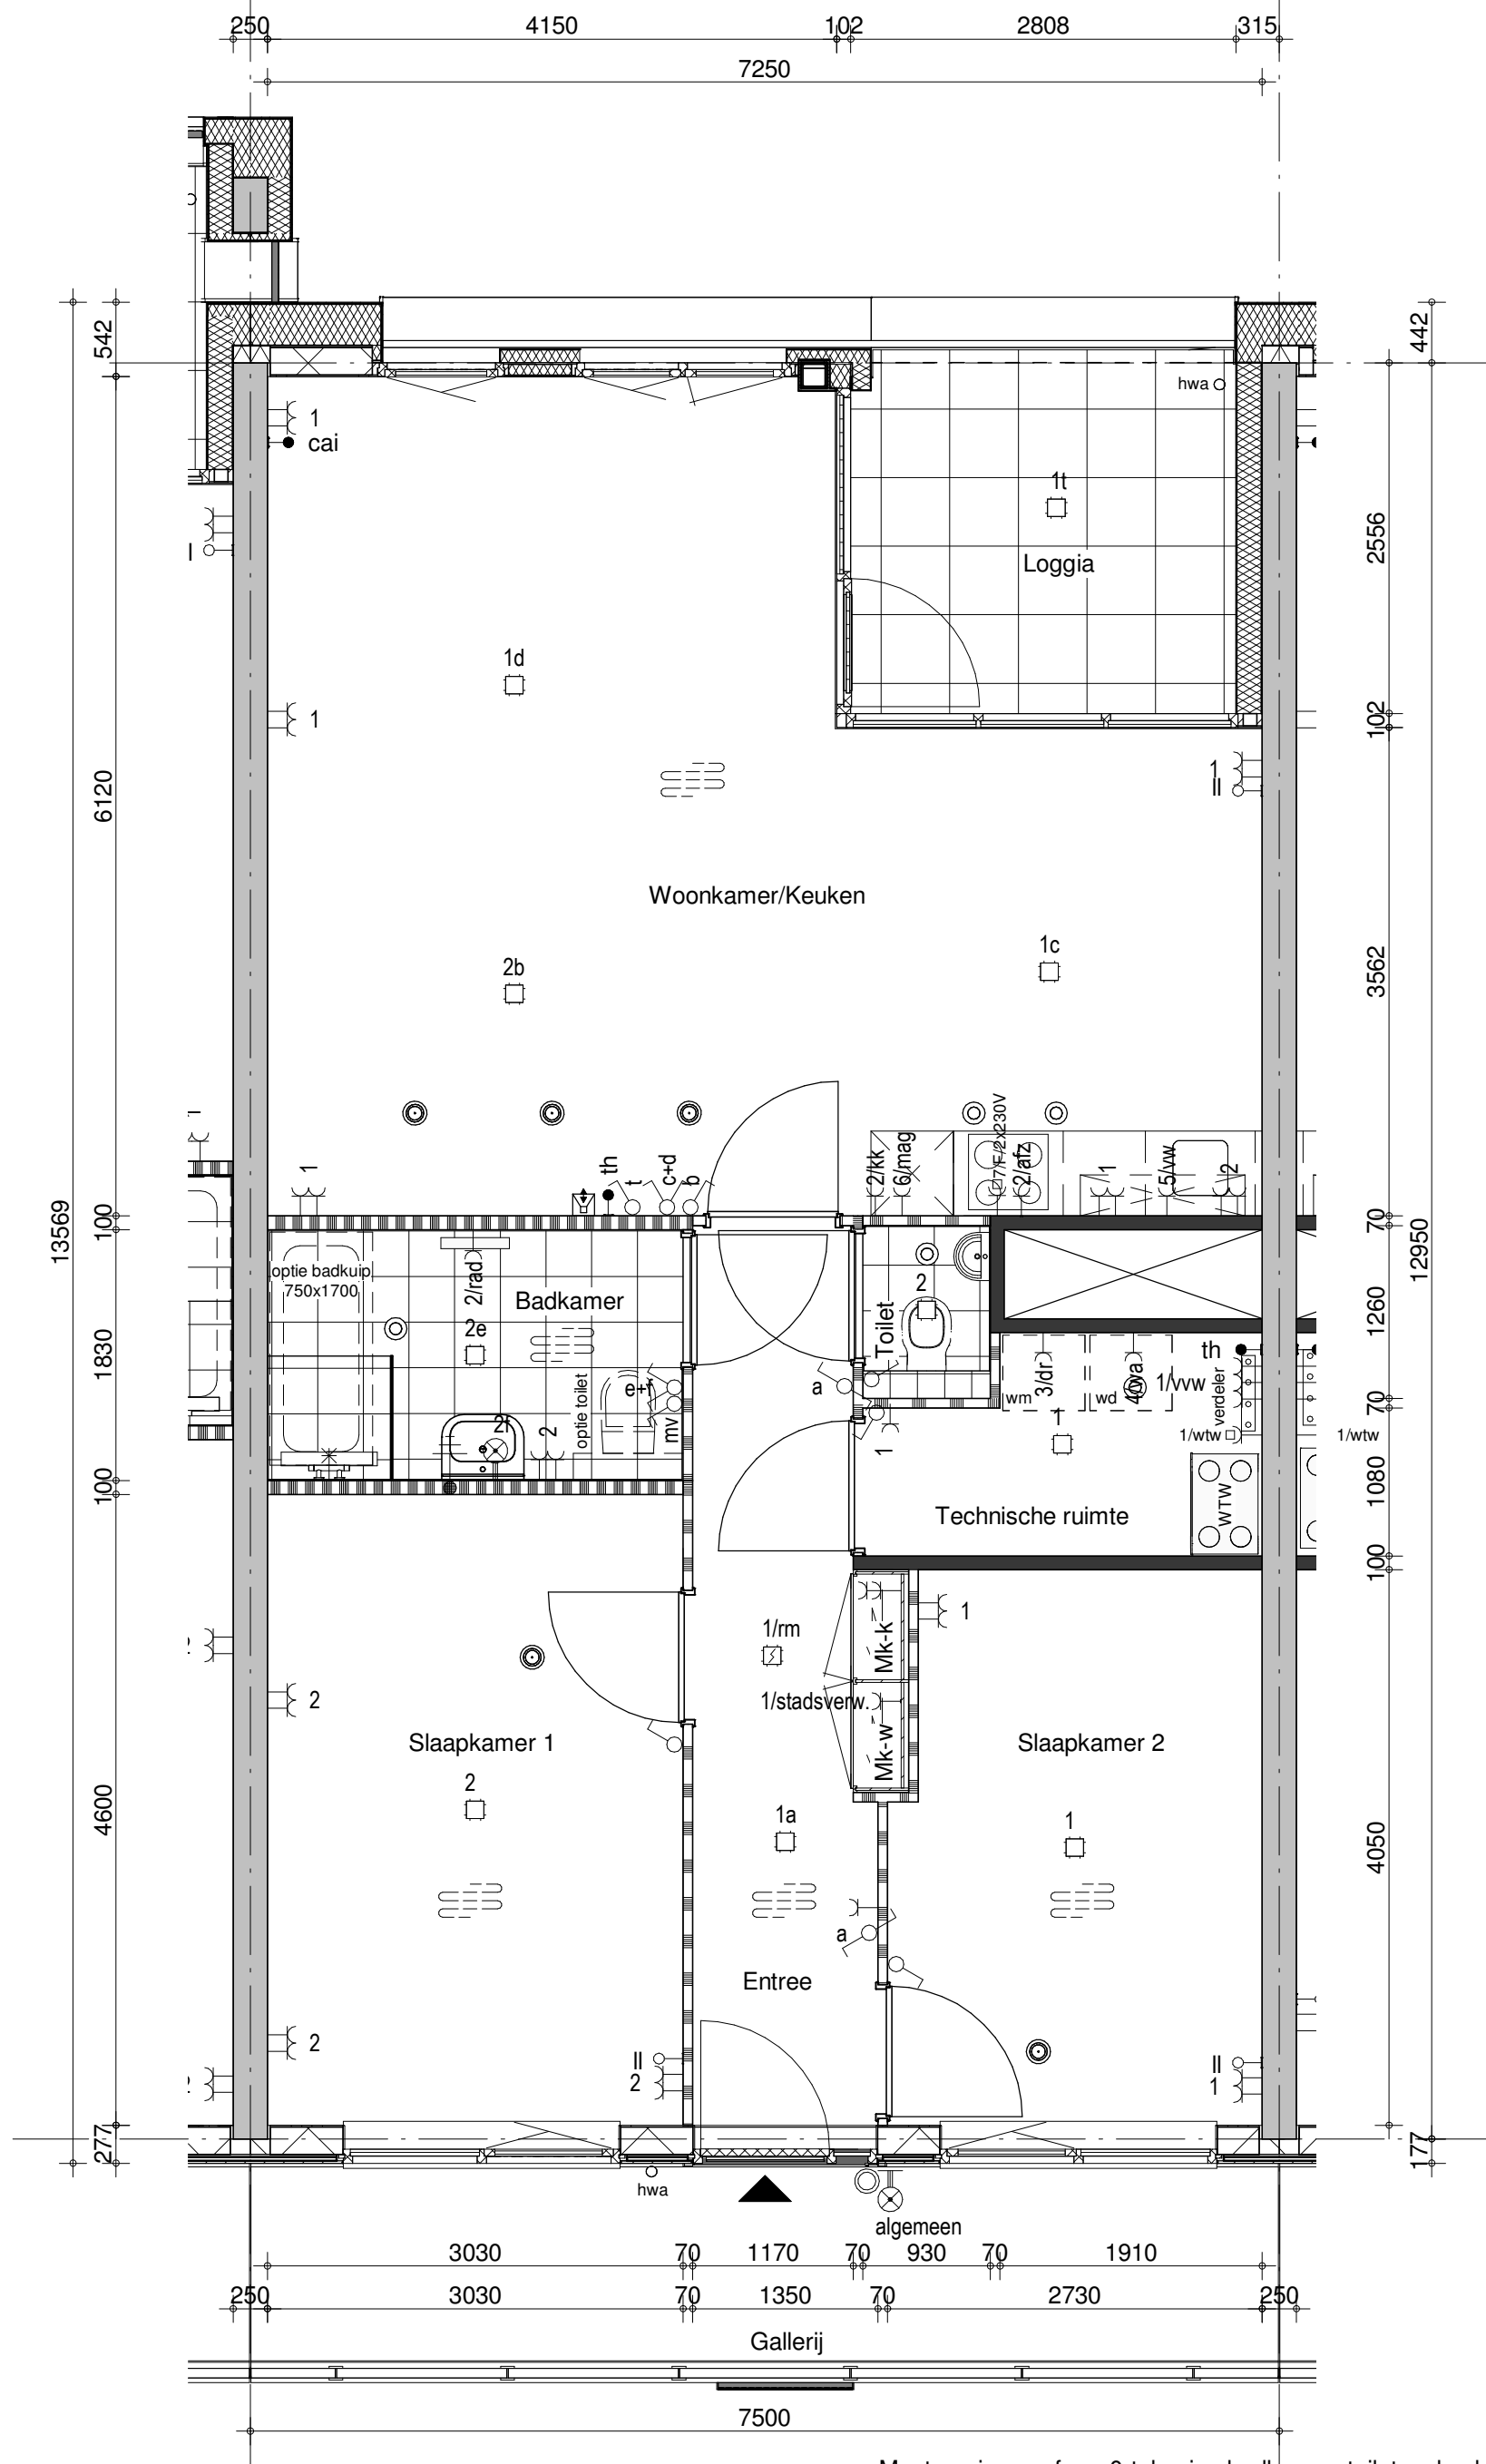 250 4150 102 2808 315
7250
542
442
hwa
1
cai
1t
Loggia
2556
1d
1
102
1
II
6120
Woonkamer/Keuken
2b
1c
3562
13569
12950
1
th
t
c+d
b
2/kk
6/mag
7/F/2x230V
2/afz
1
5/vw
2
100
70
optie badkuip
750x1700
2/rad
Badkamer
2
Toilet
1260
1830
2e
e+f
a
th
wm
3/dr
wd
4/wa
1/vvw
verdeler
70
2f
2
optie toilet
mv
1
1
1/wtw
1/wtw
100
1080
WTW
Technische ruimte
100
1/rm
Mk-k
1
2
1/stadsverw.
Slaapkamer 1
Mk-w
Slaapkamer 2
2
1a
1
4600
4050
a
Entree
2
II
2
II
1
277
177
hwa
algemeen
3030 70 1170 70 930 70 1910
250 3030 70 1350 70 2730 250
Gallerij
7500